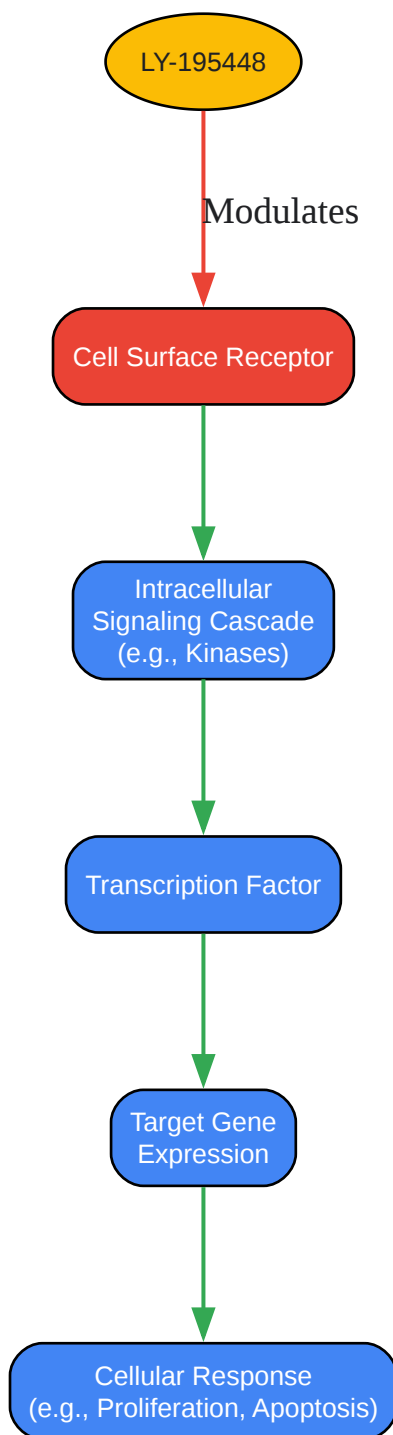 LY-195448
Modulates
Cell Surface Receptor
Intracellular
Signaling Cascade
(e.g., Kinases)
Transcription Factor
Target Gene
Expression
Cellular Response
(e.g., Proliferation, Apoptosis)